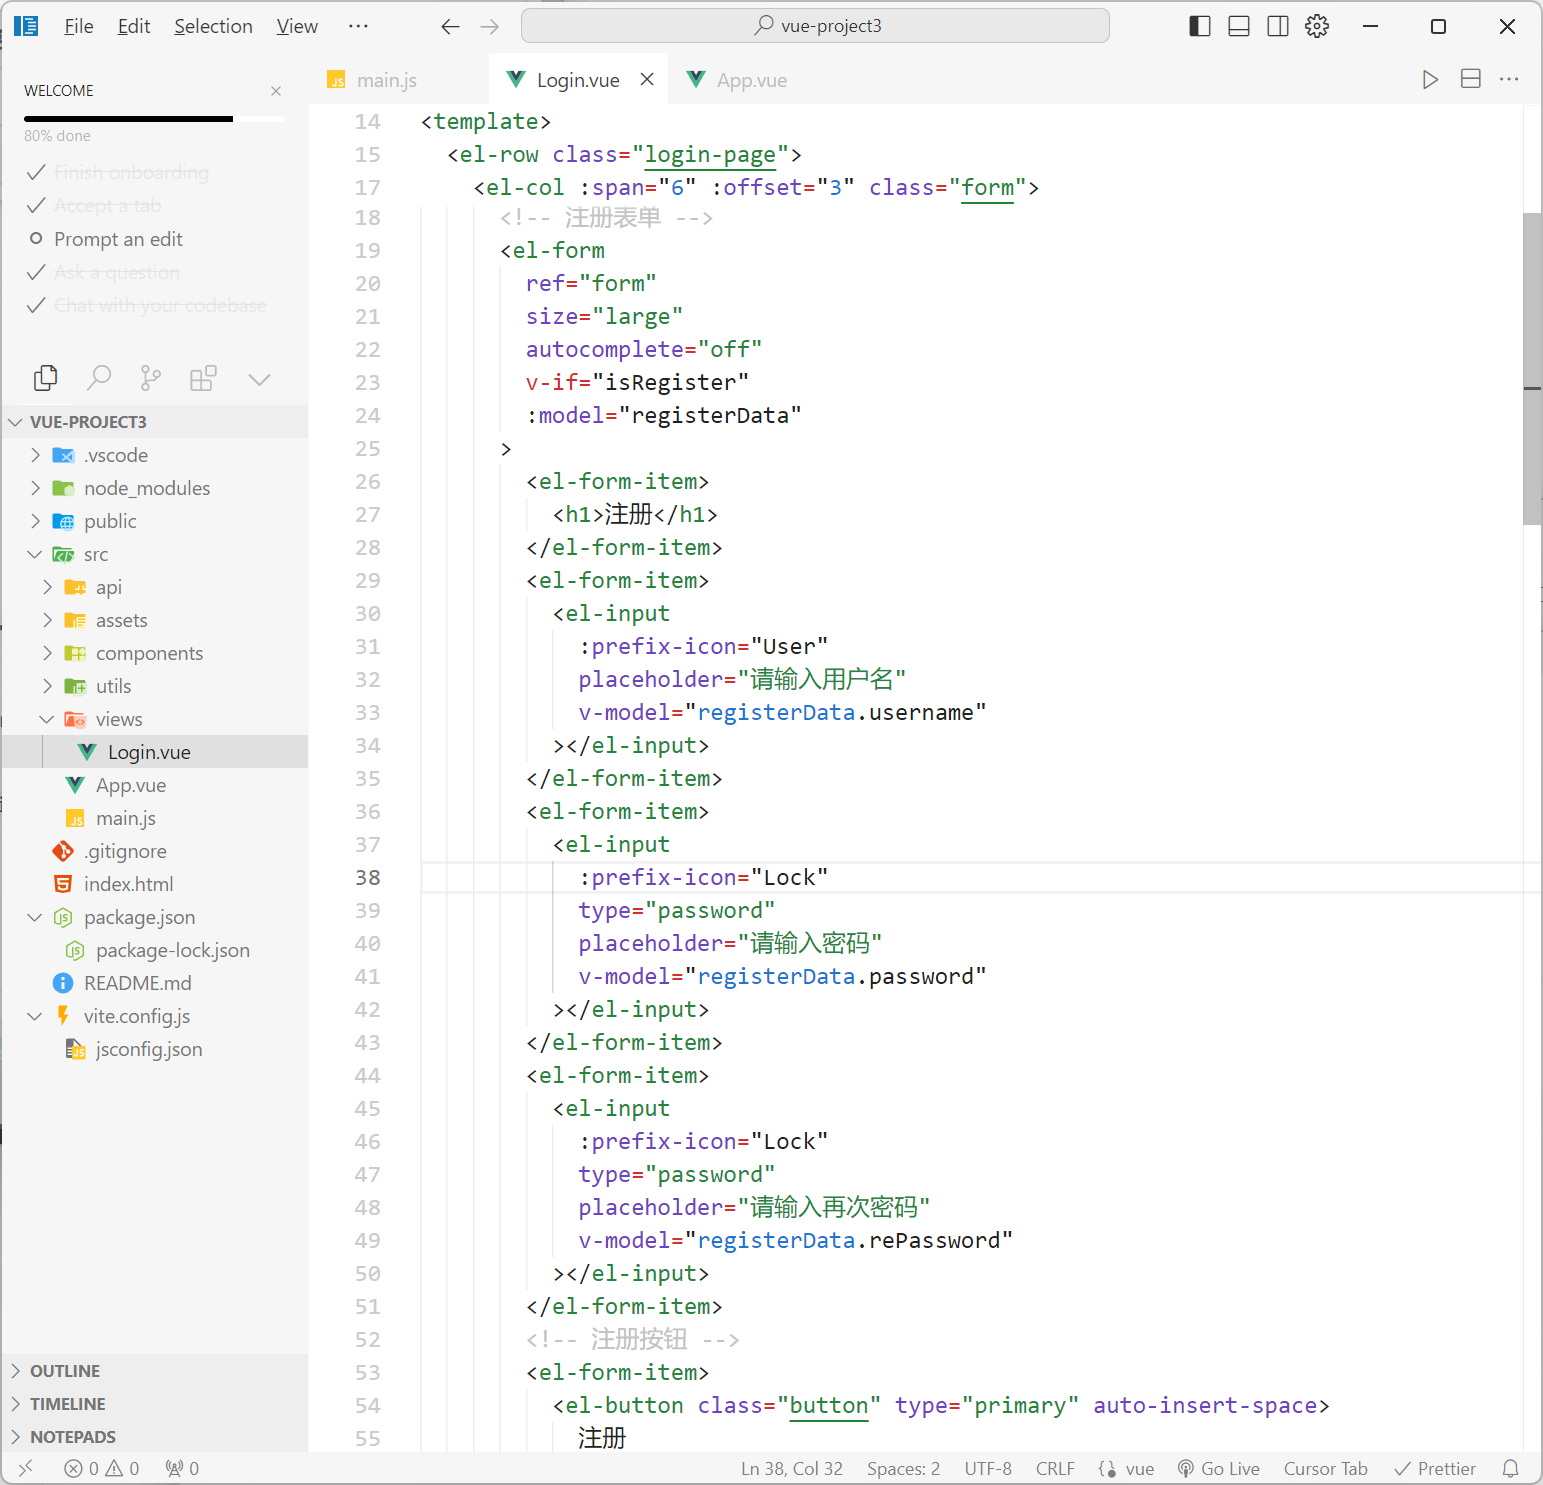 File Edit Selection View ··· vue-project3
WELCOME
80% done
Finish onboarding
Accept a tab
Prompt an edit
Ask a question
Chat with your codebase
VUE-PROJECT3
.vscode
node_modules
public
src
api
assets
components
utils
views
Login.vue
App.vue
main.js
.gitignore
index.html
package.json
package-lock.json
README.md
vite.config.js
jsconfig.json
OUTLINE
TIMELINE
NOTEPADS
main.js Login.vue App.vue
14 <template>
15 <el-row class="login-page">
17 <el-col :span="6" :offset="3" class="form">
18 <!-- 注册表单 -->
19 <el-form
20 ref="form"
21 size="large"
22 autocomplete="off"
23 v-if="isRegister"
24 :model="registerData"
25 >
26 <el-form-item>
27 <h1>注册</h1>
28 </el-form-item>
29 <el-form-item>
30 <el-input
31 :prefix-icon="User"
32 placeholder="请输入用户名"
33 v-model="registerData.username"
34 ></el-input>
35 </el-form-item>
36 <el-form-item>
37 <el-input
38 :prefix-icon="Lock"
39 type="password"
40 placeholder="请输入密码"
41 v-model="registerData.password"
42 ></el-input>
43 </el-form-item>
44 <el-form-item>
45 <el-input
46 :prefix-icon="Lock"
47 type="password"
48 placeholder="请输入再次密码"
49 v-model="registerData.rePassword"
50 ></el-input>
51 </el-form-item>
52 <!-- 注册按钮 -->
53 <el-form-item>
54 <el-button class="button" type="primary" auto-insert-space>
55 注册
0 0 0 Ln 38, Col 32 Spaces: 2 UTF-8 CRLF vue Go Live Cursor Tab Prettier